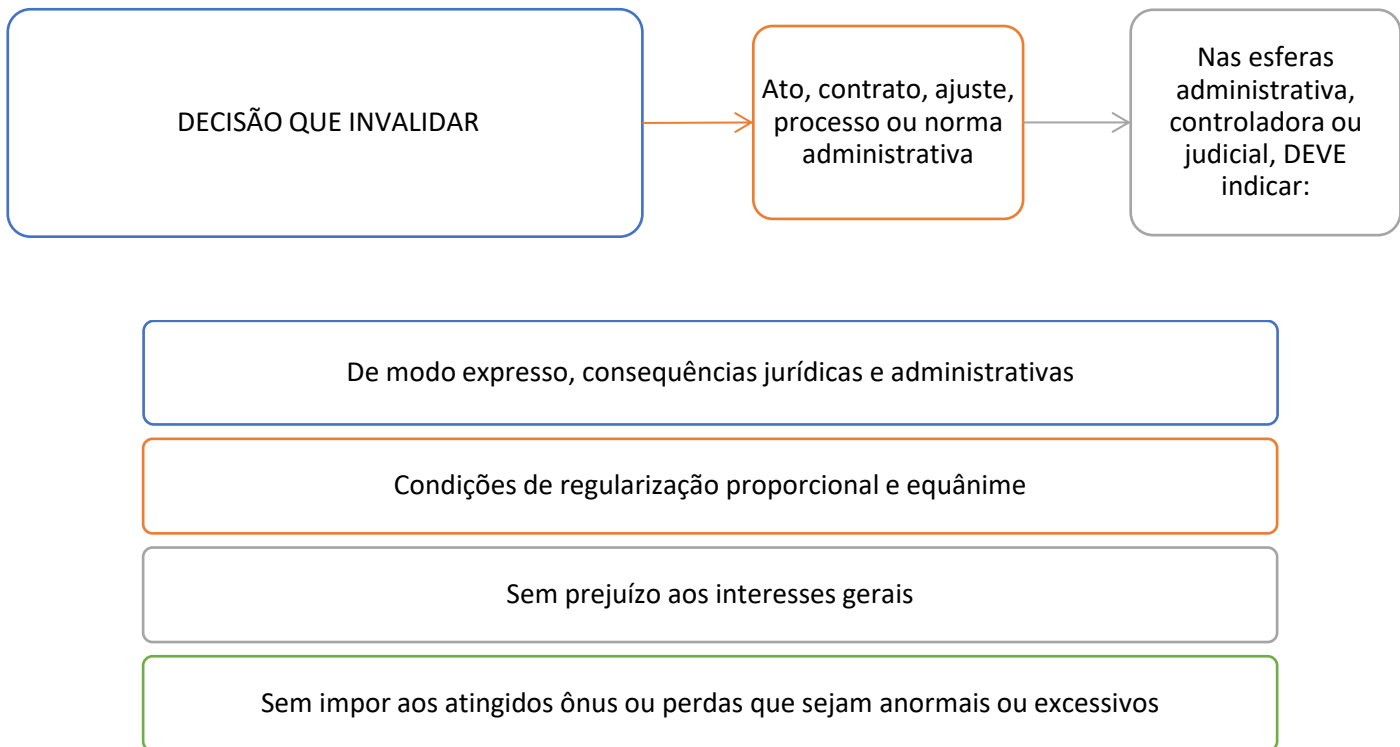 DECISÃO QUE INVALIDAR
Ato, contrato, ajuste,
processo ou norma
administrativa
Nas esferas
administrativa,
controladora ou
judicial, DEVE
indicar:
De modo expresso, consequências jurídicas e administrativas
Condições de regularização proporcional e equânime
Sem prejuízo aos interesses gerais
Sem impor aos atingidos ônus ou perdas que sejam anormais ou excessivos